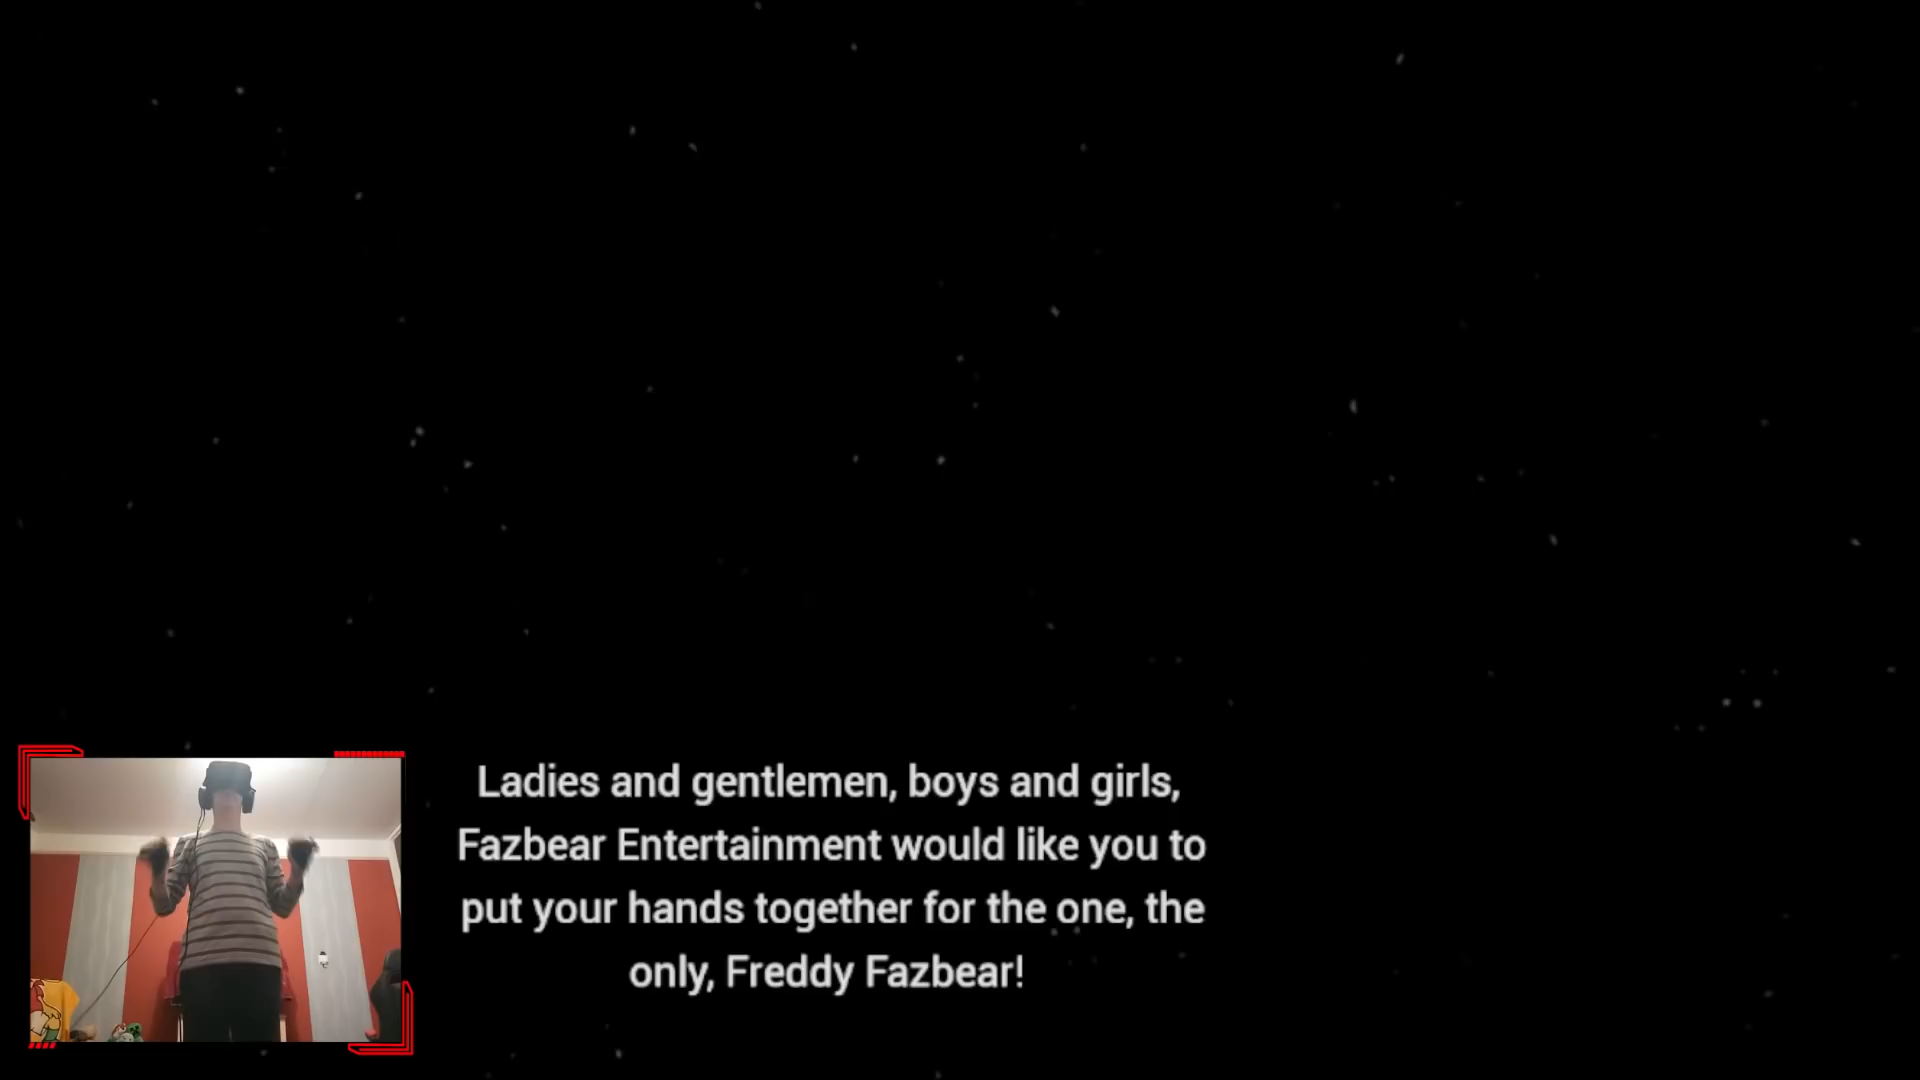 Ladies and gentlemen, boys and girls,
Fazbear Entertainment would like you to
put your hands together for the one, the
only, Freddy Fazbear!